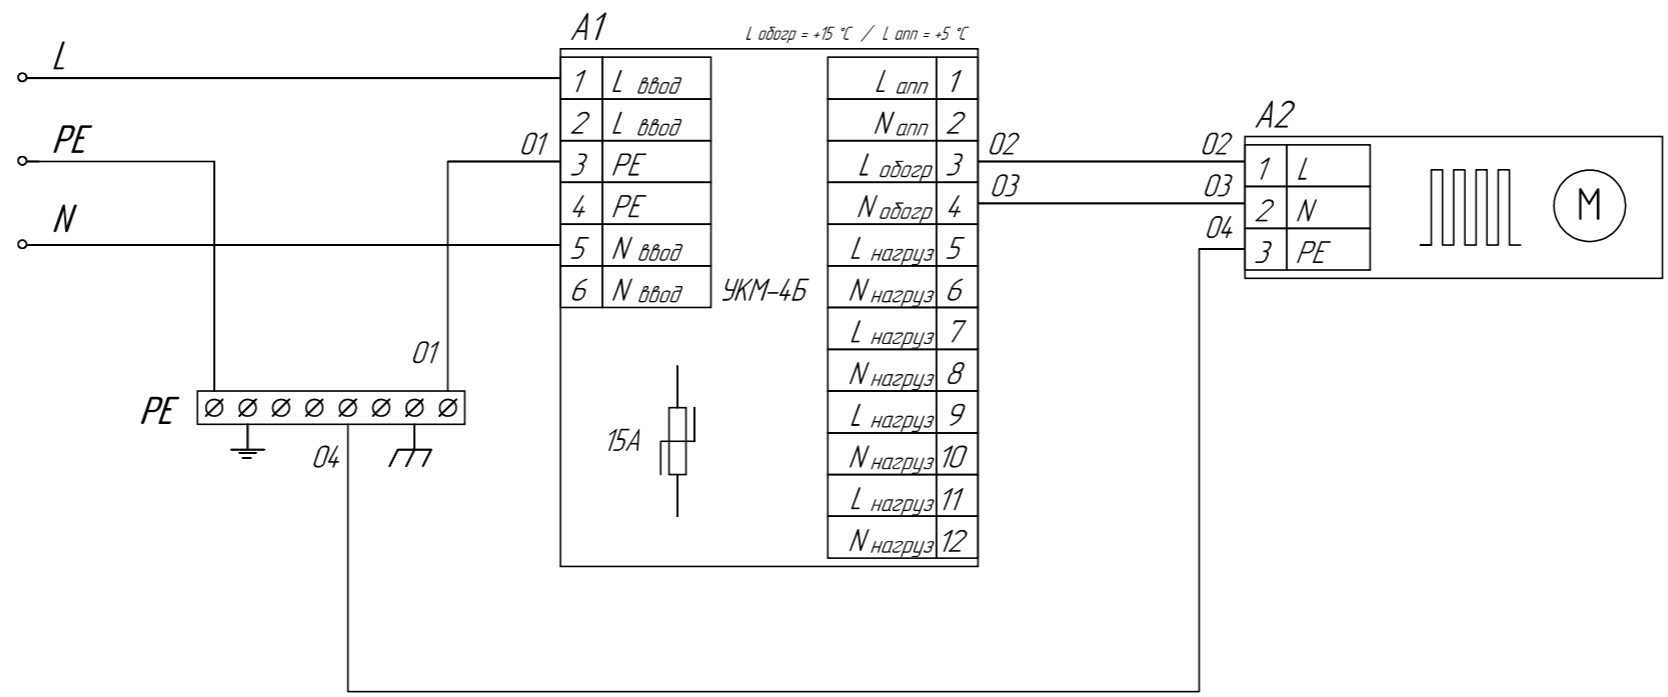 A1
L обогр = +15 °C / L апп = +5 °C
L
PE
N
1 L ввод
2 L ввод
01
3 PE
4 PE
5 N ввод
6 N ввод
УКМ-4Б
L апп 1
N апп 2
L обогр 3
N обогр 4
L нагруз 5
N нагруз 6
L нагруз 7
N нагруз 8
L нагруз 9
N нагруз 10
L нагруз 11
N нагруз 12
02
03
A2
02
03
04
1 L
2 N
3 PE
M
01
PE
04
15A